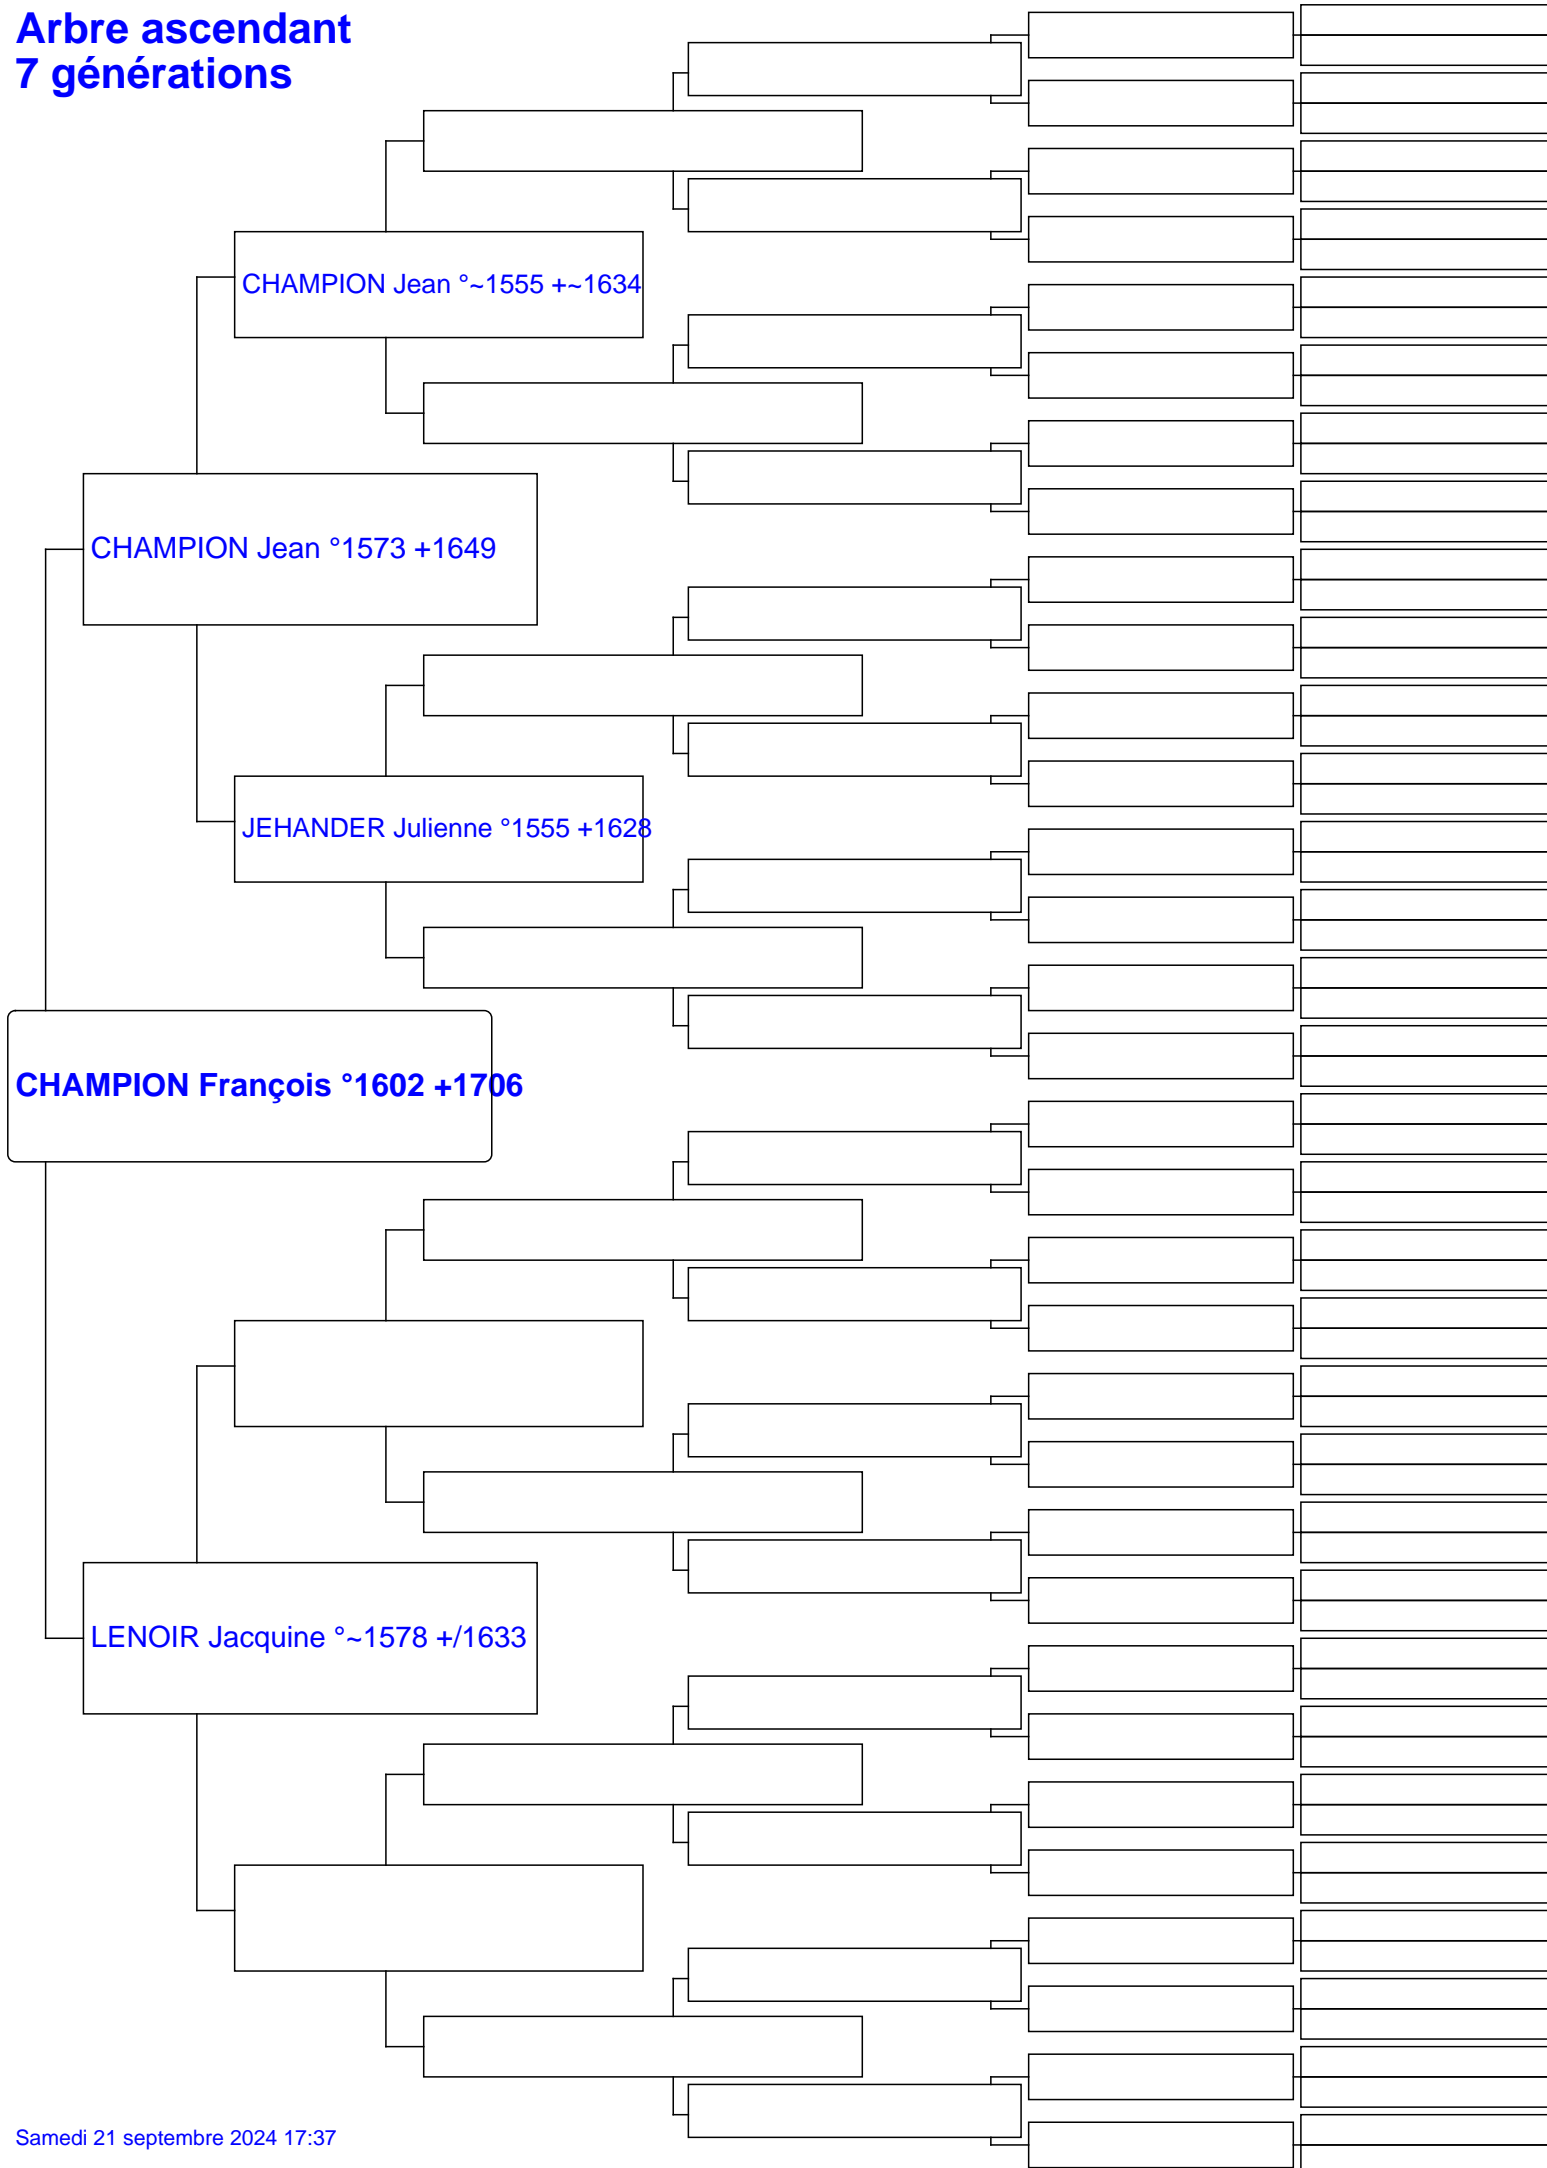 Arbre ascendant
7 générations
CHAMPION Jean °~1555 +~1634
CHAMPION Jean °1573 +1649
JEHANDER Julienne °1555 +1628
CHAMPION François °1602 +1706
LENOIR Jacquine °~1578 +/1633
Samedi 21 septembre 2024 17:37